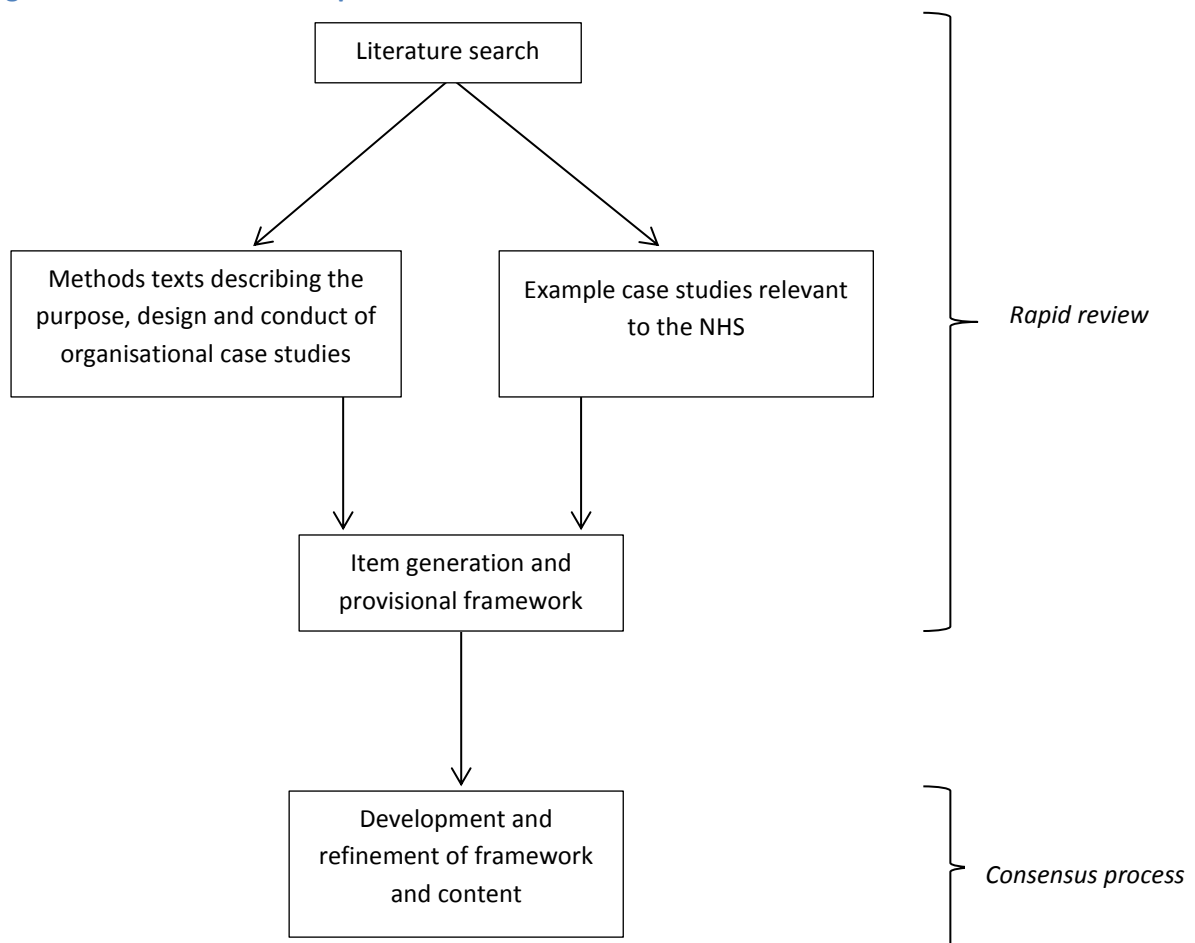 Literature search
Methods texts describing the
purpose, design and conduct of
organisational case studies
Example case studies relevant
to the NHS
Rapid review
Item generation and
provisional framework
Development and
refinement of framework
and content
Consensus process